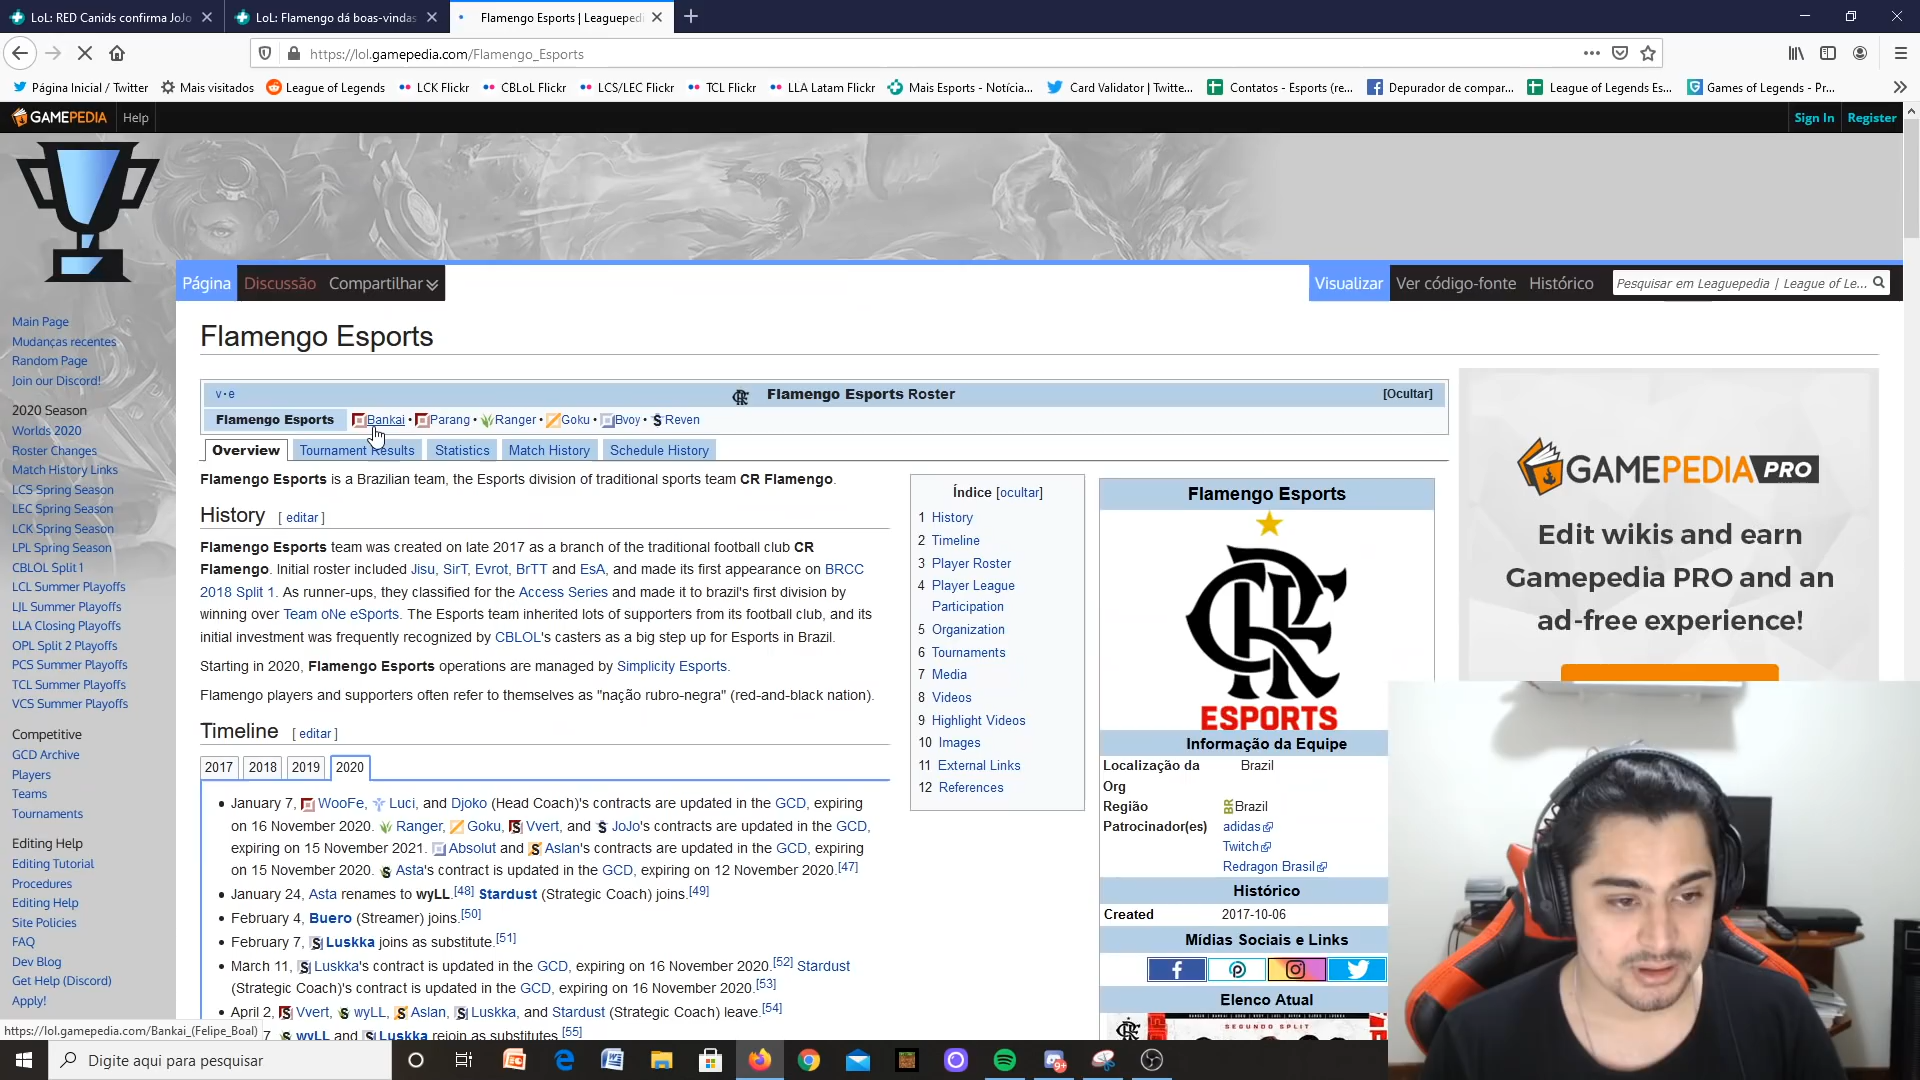 LoL: RED Canids confirma JoJo
LoL: Flamengo dá boas-vindas
Flamengo Esports | Leaguepedi
https://lol.gamepedia.com/Flamengo_Esports
Página Inicial / Twitter
Mais visitados
League of Legends
LCK Flickr
CBLoL Flickr
LCS/LEC Flickr
TCL Flickr
LLA Latam Flickr
Mais Esports - Notícia...
Card Validator | Twitte...
Contatos - Esports (re...
Depurador de compar...
League of Legends Es...
Games of Legends - Pr...
GAMEPEDIA
Help
Sign In
Register
Página
Discussão
Compartilhar
Visualizar
Ver código-fonte
Histórico
Pesquisar em Leaguepedia | League of Le...
Main Page
Mudanças recentes
Random Page
Join our Discord!
2020 Season
Worlds 2020
Roster Changes
Match History Links
LCS Spring Season
LEC Spring Season
LCK Spring Season
LPL Spring Season
CBLOL Split 1
LCL Summer Playoffs
LJL Summer Playoffs
LLA Closing Playoffs
OPL Split 2 Playoffs
PCS Summer Playoffs
TCL Summer Playoffs
VCS Summer Playoffs
Competitive
GCD Archive
Players
Teams
Tournaments
Editing Help
Editing Tutorial
Procedures
Editing Help
Site Policies
FAQ
Dev Blog
Get Help (Discord)
Apply!
Flamengo Esports
v • e
Flamengo Esports Roster
[Ocultar]
Flamengo Esports
Bankai • Parang • Ranger • Goku • Bvoy • Reven
Overview
Tournament Results
Statistics
Match History
Schedule History
Flamengo Esports is a Brazilian team, the Esports division of traditional sports team CR Flamengo.
History [ editar ]
Flamengo Esports team was created on late 2017 as a branch of the traditional football club CR
Flamengo. Initial roster included Jisu, SirT, Evrot, BrTT and EsA, and made its first appearance on BRCC
2018 Split 1. As runner-ups, they classified for the Access Series and made it to brazil's first division by
winning over Team oNe eSports. The Esports team inherited lots of supporters from its football club, and its
initial investment was frequently recognized by CBLOL's casters as a big step up for Esports in Brazil.
Starting in 2020, Flamengo Esports operations are managed by Simplicity Esports.
Flamengo players and supporters often refer to themselves as "nação rubro-negra" (red-and-black nation).
Timeline [ editar ]
2017
2018
2019
2020
• January 7, WooFe, Luci, and Djoko (Head Coach)'s contracts are updated in the GCD, expiring
on 16 November 2020. Ranger, Goku, Vvert, and JoJo's contracts are updated in the GCD,
expiring on 15 November 2021. Absolut and Aslan's contracts are updated in the GCD, expiring
on 15 November 2020. Asta's contract is updated in the GCD, expiring on 12 November 2020.[47]
• January 24, Asta renames to wyLL.[48] Stardust (Strategic Coach) joins.[49]
• February 4, Buero (Streamer) joins.[50]
• February 7, Luskka joins as substitute.[51]
• March 11, Luskka's contract is updated in the GCD, expiring on 16 November 2020.[52] Stardust
(Strategic Coach)'s contract is updated in the GCD, expiring on 16 November 2020.[53]
• April 2, Vvert, wyLL, Aslan, Luskka, and Stardust (Strategic Coach) leave.[54]
7 wyLL and Luskka rejoin as substitutes.[55]
Índice [ocultar]
1 History
2 Timeline
3 Player Roster
4 Player League
Participation
5 Organization
6 Tournaments
7 Media
8 Videos
9 Highlight Videos
10 Images
11 External Links
12 References
Flamengo Esports
ESPORTS
Informação da Equipe
Localização da
Org
Brazil
Região
BR Brazil
Patrocinador(es)
adidas
Twitch
Redragon Brasil
Histórico
Created
2017-10-06
Mídias Sociais e Links
Elenco Atual
SEGUNDO SPLIT
GAMEPEDIA PRO
Edit wikis and earn
Gamepedia PRO and an
ad-free experience!
https://lol.gamepedia.com/Bankai_(Felipe_Boal)
Digite aqui para pesquisar